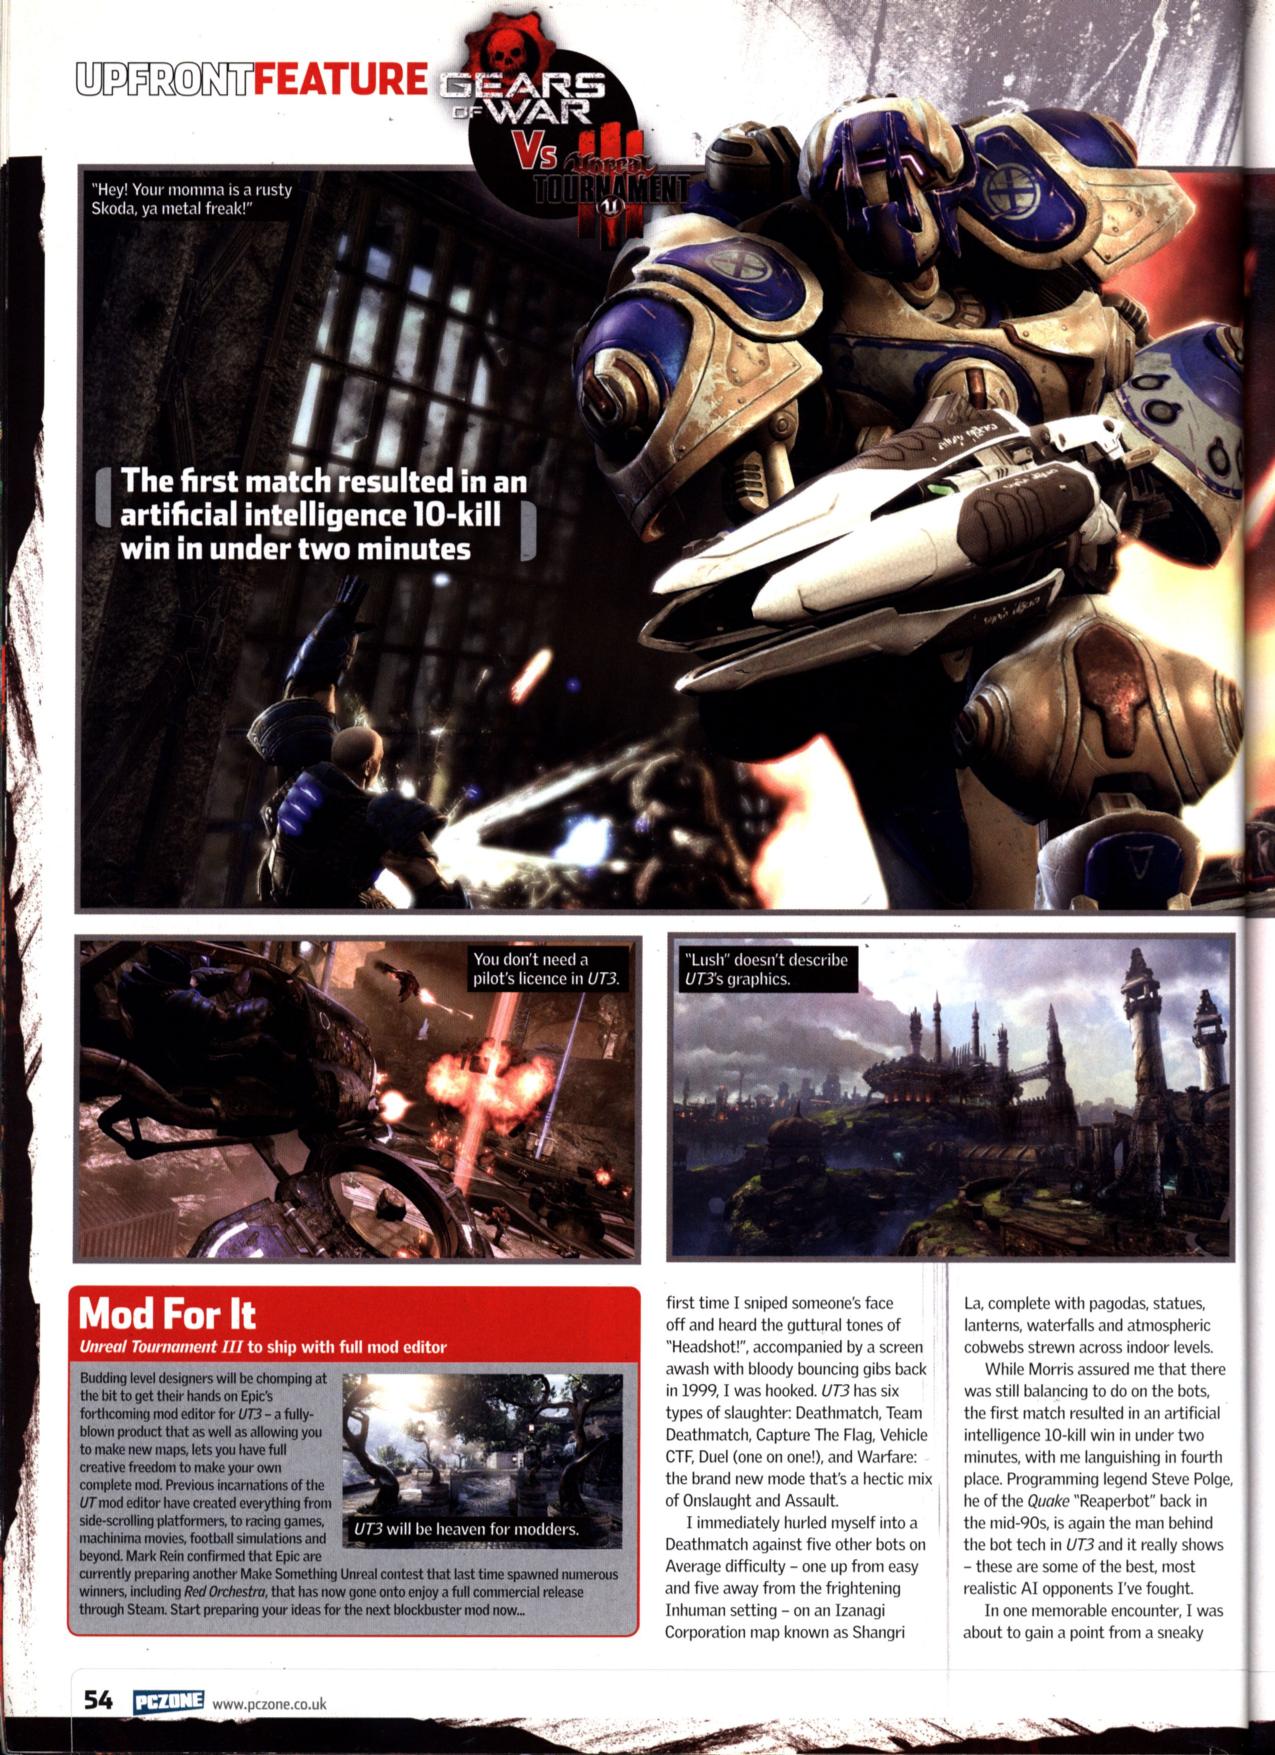 UPFRONTFEATURE
GEARS
OF WAR
Vs
Unreal
TOURNAMENT
III
"Hey! Your momma is a rusty
Skoda, ya metal freak!"
The first match resulted in an
artificial intelligence 10-kill
win in under two minutes
You don't need a
pilot's licence in UT3.
"Lush" doesn't describe
UT3's graphics.
Mod For It
Unreal Tournament III to ship with full mod editor
Budding level designers will be chomping at
the bit to get their hands on Epic's
forthcoming mod editor for UT3 – a fully-
blown product that as well as allowing you
to make new maps, lets you have full
creative freedom to make your own
complete mod. Previous incarnations of the
UT mod editor have created everything from
side-scrolling platformers, to racing games,
machinima movies, football simulations and
beyond. Mark Rein confirmed that Epic are
currently preparing another Make Something Unreal contest that last time spawned numerous
winners, including Red Orchestra, that has now gone onto enjoy a full commercial release
through Steam. Start preparing your ideas for the next blockbuster mod now...
UT3 will be heaven for modders.
first time I sniped someone's face
off and heard the guttural tones of
"Headshot!", accompanied by a screen
awash with bloody bouncing gibs back
in 1999, I was hooked. UT3 has six
types of slaughter: Deathmatch, Team
Deathmatch, Capture The Flag, Vehicle
CTF, Duel (one on one!), and Warfare:
the brand new mode that's a hectic mix
of Onslaught and Assault.
I immediately hurled myself into a
Deathmatch against five other bots on
Average difficulty – one up from easy
and five away from the frightening
Inhuman setting – on an Izanagi
Corporation map known as Shangri
La, complete with pagodas, statues,
lanterns, waterfalls and atmospheric
cobwebs strewn across indoor levels.
While Morris assured me that there
was still balancing to do on the bots,
the first match resulted in an artificial
intelligence 10-kill win in under two
minutes, with me languishing in fourth
place. Programming legend Steve Polge,
he of the Quake "Reaperbot" back in
the mid-90s, is again the man behind
the bot tech in UT3 and it really shows
– these are some of the best, most
realistic AI opponents I've fought.
In one memorable encounter, I was
about to gain a point from a sneaky
54 PCZONE www.pczone.co.uk